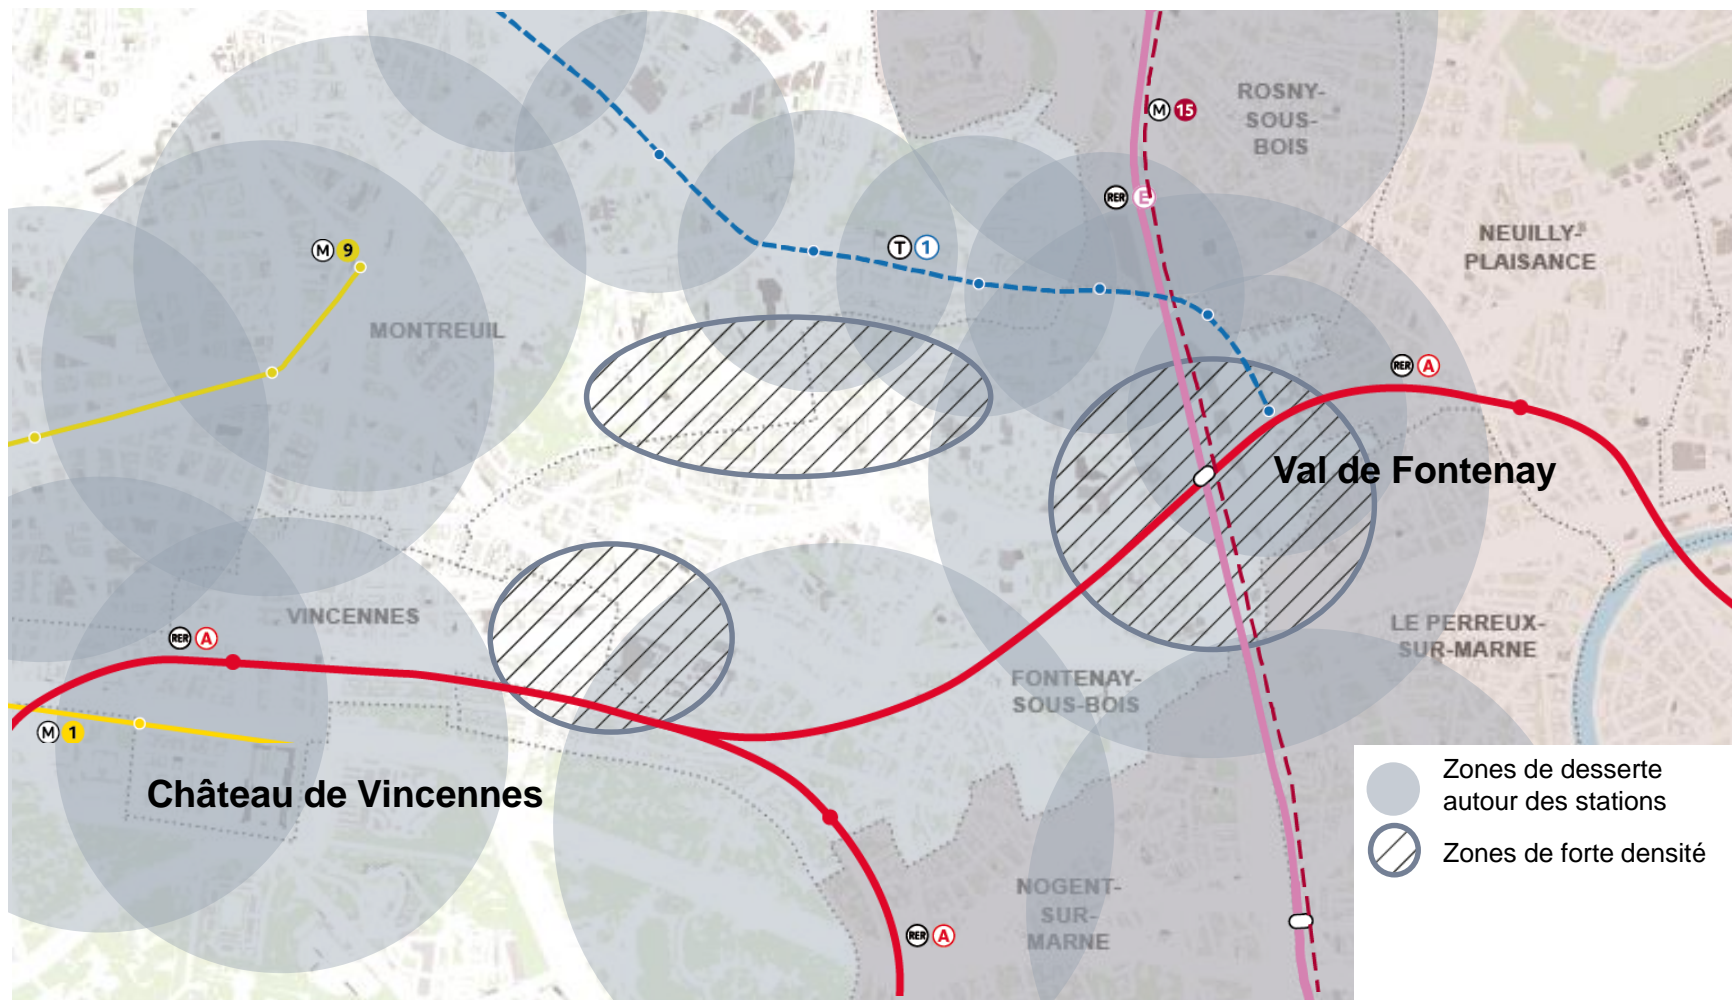 M 15
ROSNY-
SOUS-
BOIS
RER E
M 9
T 1
NEUILLY-
PLAISANCE
MONTREUIL
RER A
Val de Fontenay
VINCENNES
RER A
LE PERREUX-
SUR-MARNE
FONTENAY-
SOUS-BOIS
M 1
Château de Vincennes
NOGENT-
SUR-
MARNE
RER A
Zones de desserte
autour des stations
Zones de forte densité